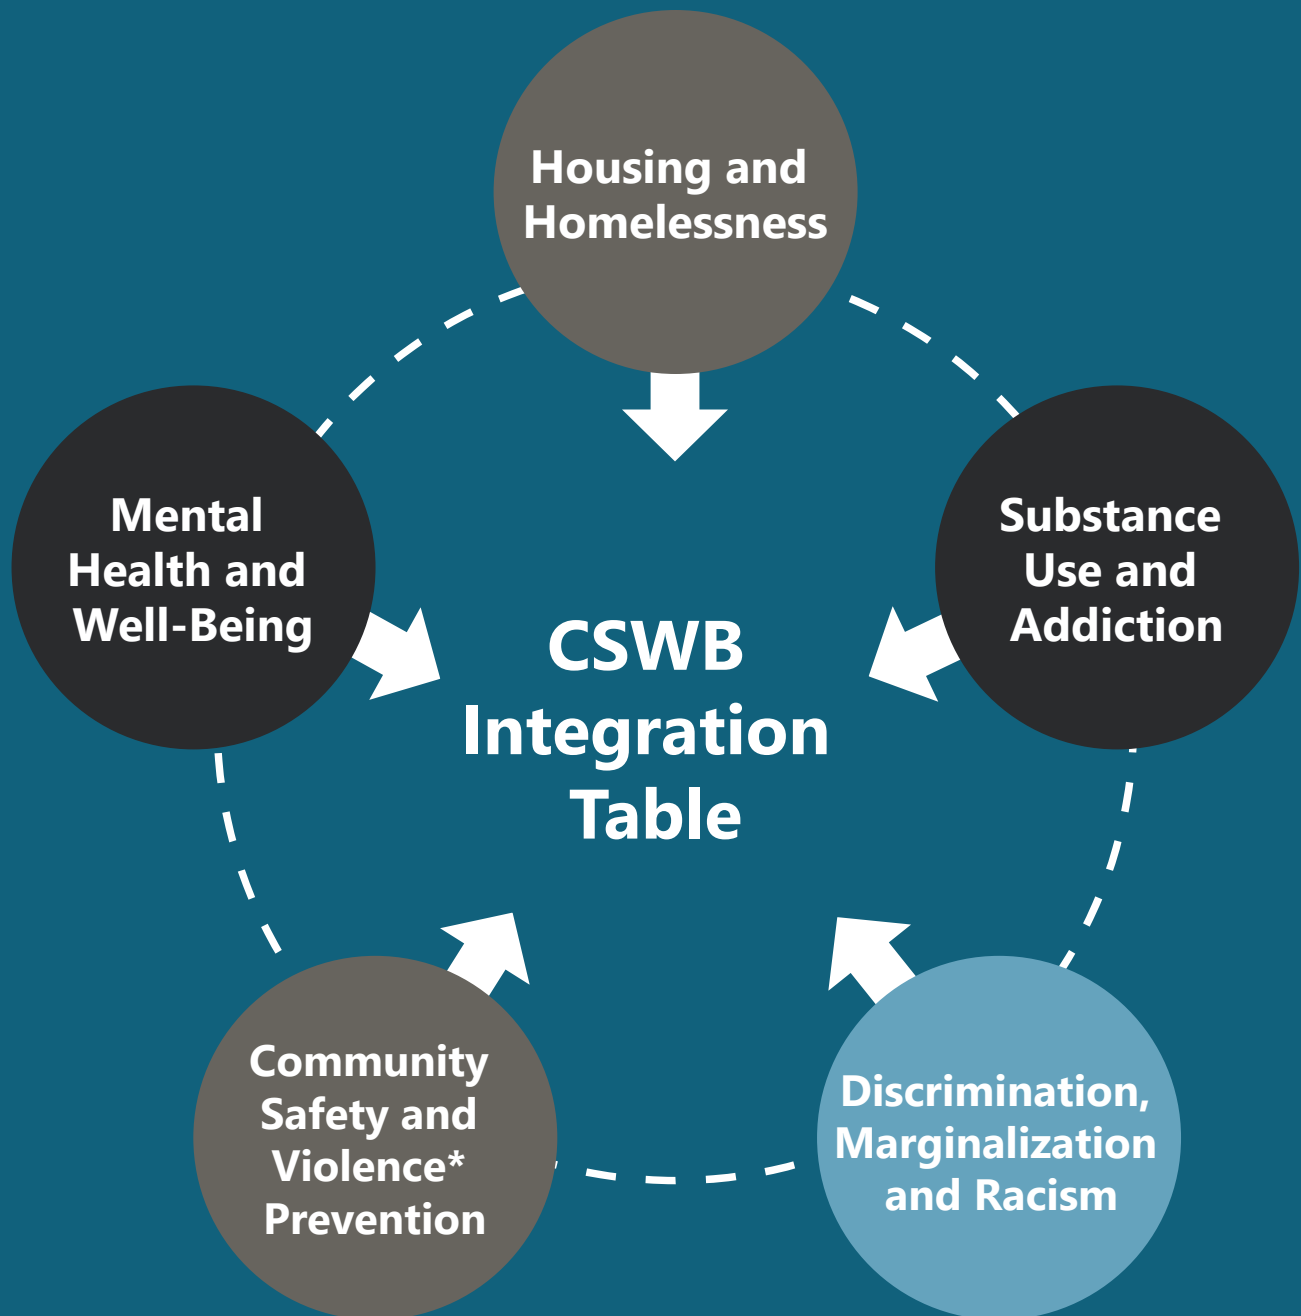 Housing and
Homelessness
Mental
Health and
Well-Being
Substance
Use and
Addiction
CSWB
Integration
Table
Community
Safety and
Violence*
Prevention
Discrimination,
Marginalization
and Racism